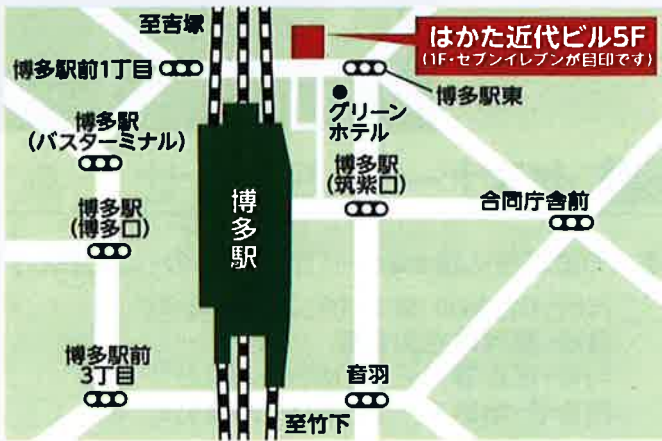 至吉塚
はかた近代ビル5F
(1F・セブンイレブンが目印です)
博多駅前1丁目
博多駅東
グリーン
ホテル
博多駅
(バスターミナル)
博多駅
(筑紫口)
合同庁舎前
博多駅
(博多口)
博多駅
博多駅前
3丁目
音羽
至竹下